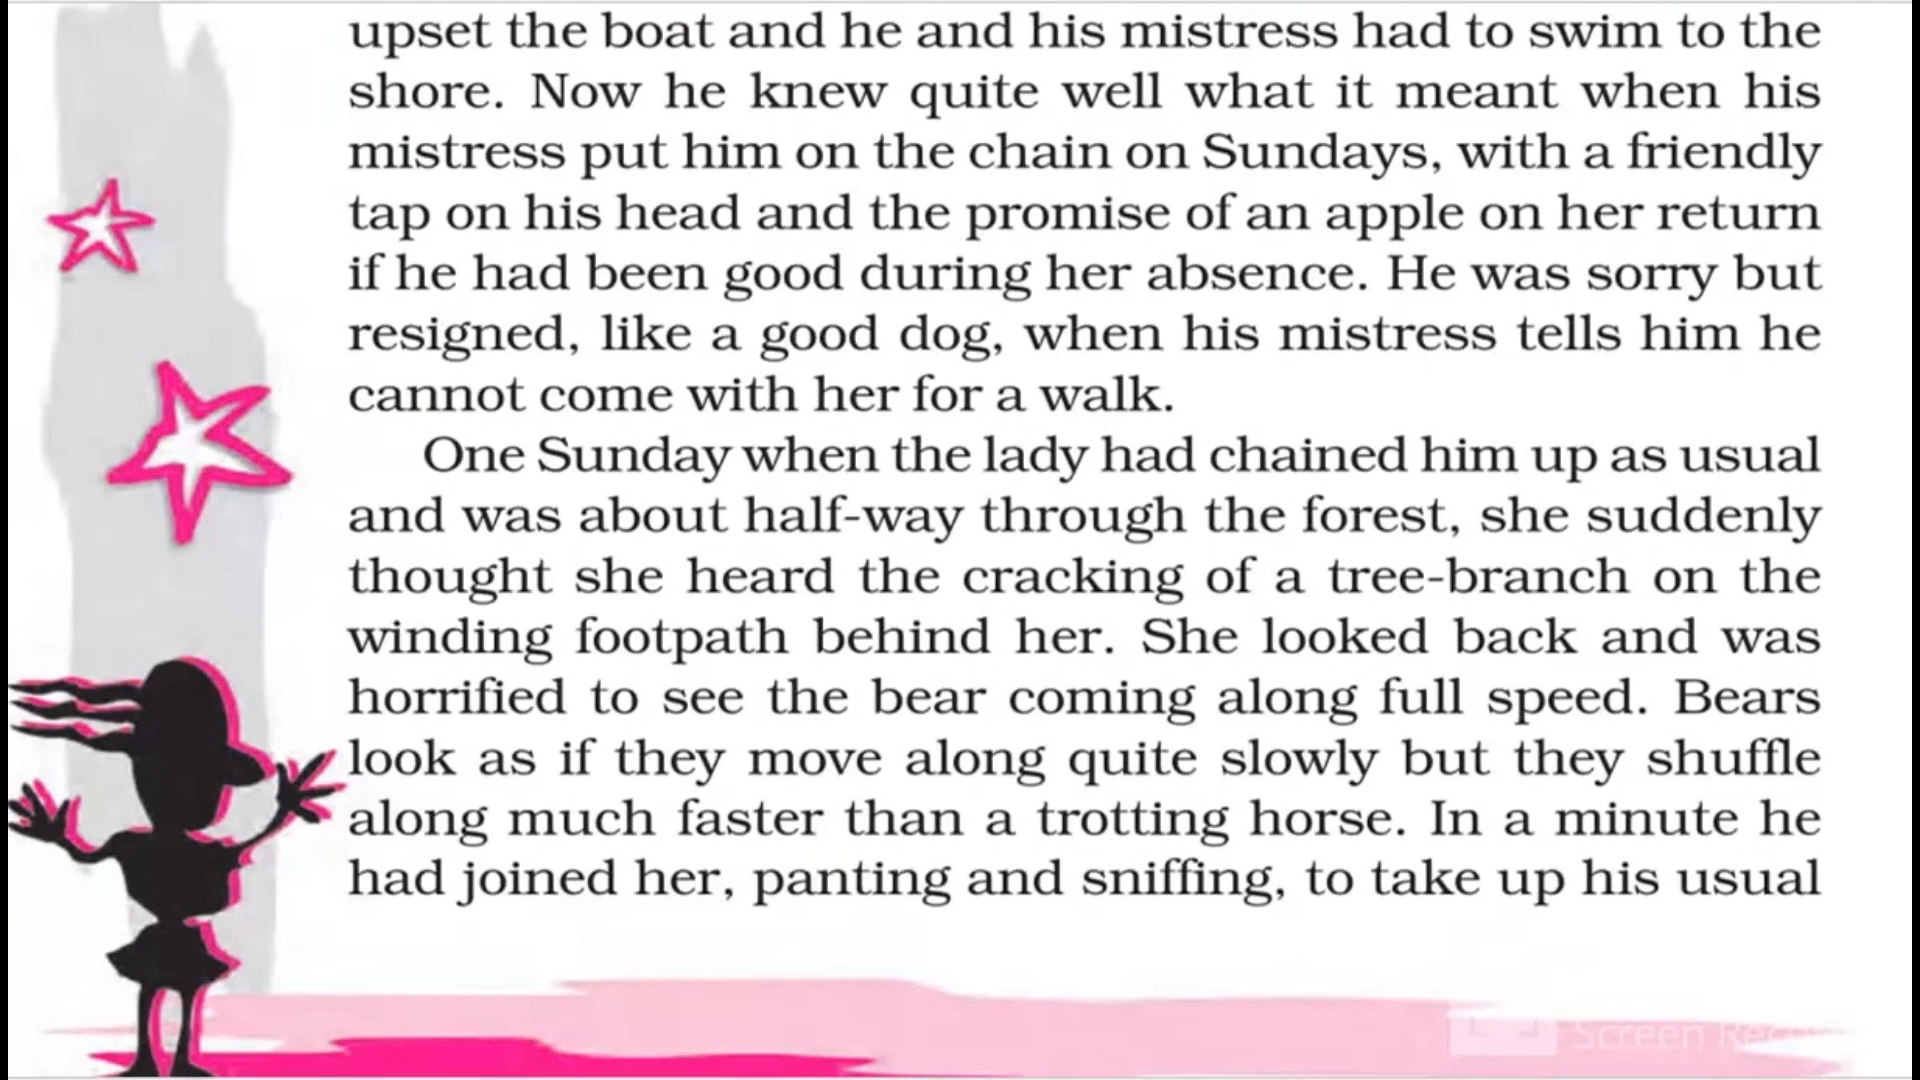 upset the boat and he and his mistress had to swim to the
shore. Now he knew quite well what it meant when his
mistress put him on the chain on Sundays, with a friendly
tap on his head and the promise of an apple on her return
if he had been good during her absence. He was sorry but
resigned, like a good dog, when his mistress tells him he
cannot come with her for a walk.
One Sunday when the lady had chained him up as usual
and was about half-way through the forest, she suddenly
thought she heard the cracking of a tree-branch on the
winding footpath behind her. She looked back and was
horrified to see the bear coming along full speed. Bears
look as if they move along quite slowly but they shuffle
along much faster than a trotting horse. In a minute he
had joined her, panting and sniffing, to take up his usual
Screen